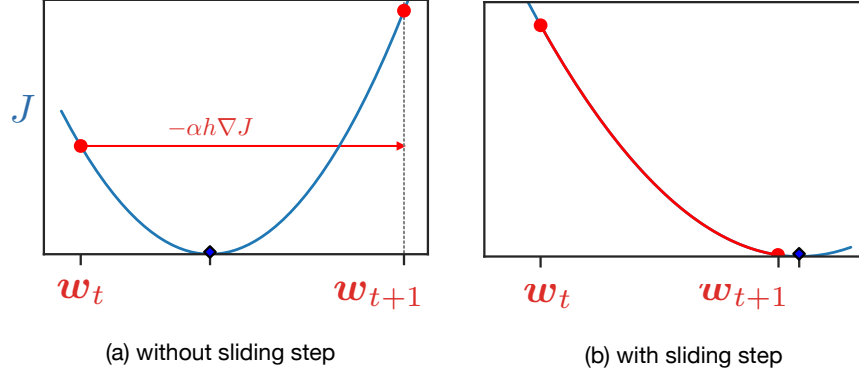 J
−αh∇J
w_t w_{t+1}
w_t w_{t+1}
(a) without sliding step
(b) with sliding step